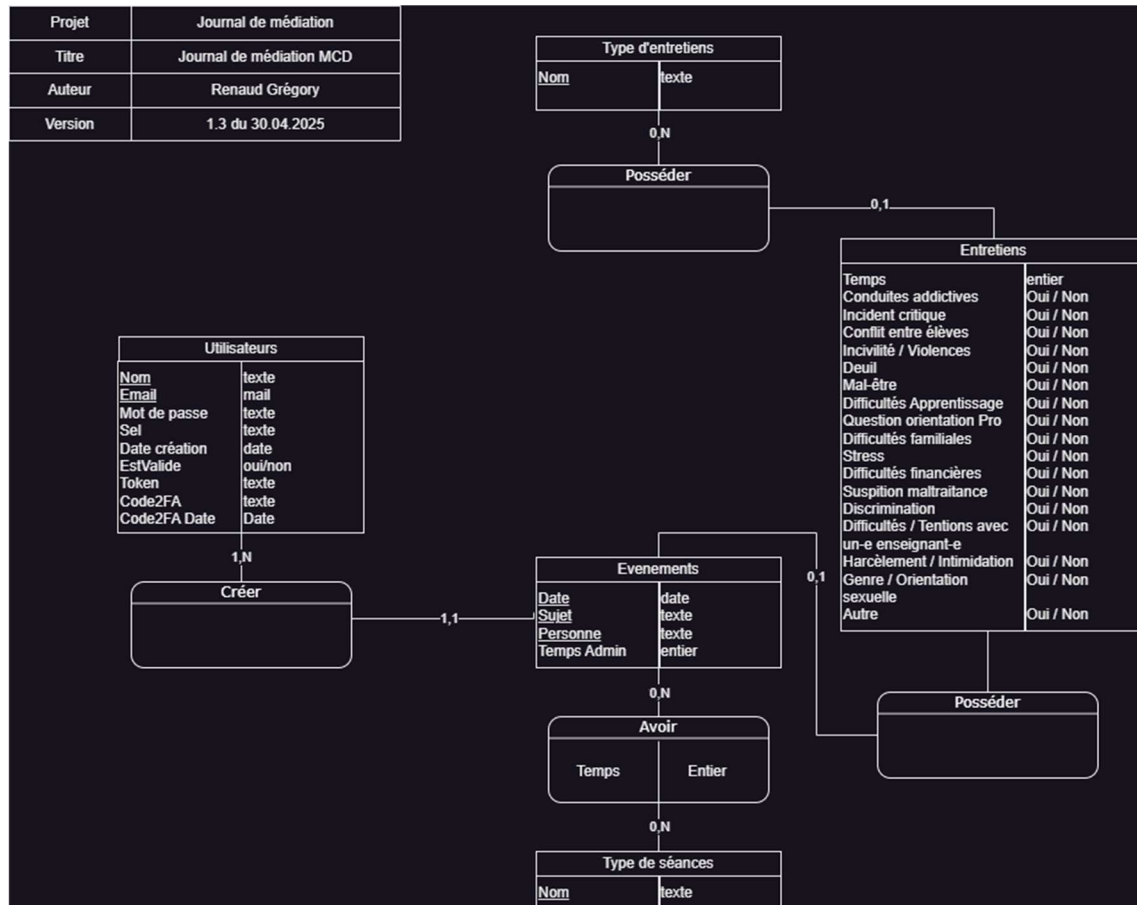 Projet Journal de médiation
Titre Journal de médiation MCD
Auteur Renaud Grégory
Version 1.3 du 30.04.2025
Type d'entretiens
Nom texte
0,N
Posséder
0,1
Entretiens
Temps entier
Conduites addictives Oui / Non
Incident critique Oui / Non
Conflit entre élèves Oui / Non
Incivilité / Violences Oui / Non
Deuil Oui / Non
Mal-être Oui / Non
Difficultés Apprentissage Oui / Non
Question orientation Pro Oui / Non
Difficultés familiales Oui / Non
Stress Oui / Non
Difficultés financières Oui / Non
Suspition maltraitance Oui / Non
Discrimination Oui / Non
Difficultés / Tentions avec Oui / Non
un-e enseignant-e
Harcèlement / Intimidation Oui / Non
Genre / Orientation Oui / Non
sexuelle
Autre Oui / Non
Utilisateurs
Nom texte
Email mail
Mot de passe texte
Sel texte
Date création date
EstValide oui/non
Token texte
Code2FA texte
Code2FA Date Date
1,N
Créer
1,1
Evenements
Date date
Sujet texte
Personne texte
Temps Admin entier
0,1
Posséder
0,N
Avoir
Temps Entier
0,N
Type de séances
Nom texte